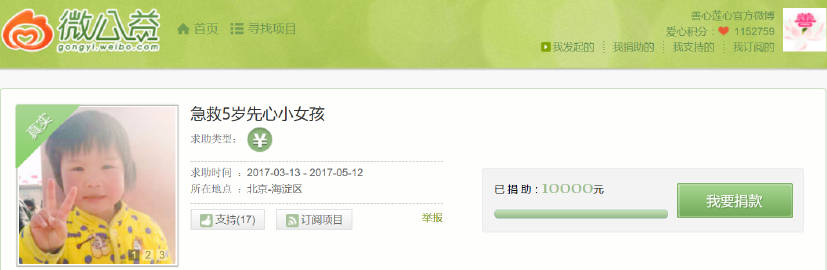 微公益
gongyi.weibo.com
首页 寻找项目
善心莲心官方微博
爱心积分：1152759
我发起的 我捐助的 我支持的 我订阅的
真实
急救5岁先心小女孩
求助类型： ¥
求助时间 ： 2017-03-13 - 2017-05-12
所在地点 ： 北京-海淀区
支持(17) 订阅项目 举报
1 2 3
已捐助：10000元
我要捐款